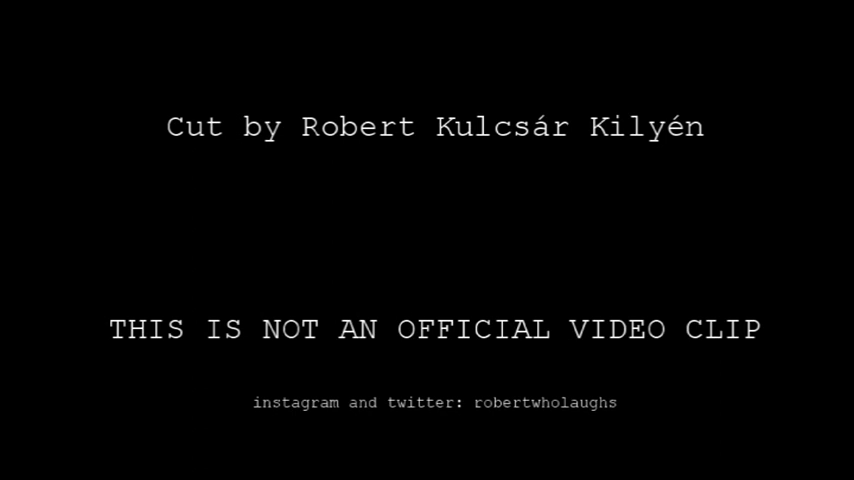 Cut by Robert Kulcsár Kilyén
THIS IS NOT AN OFFICIAL VIDEO CLIP
instagram and twitter: robertwholaughs